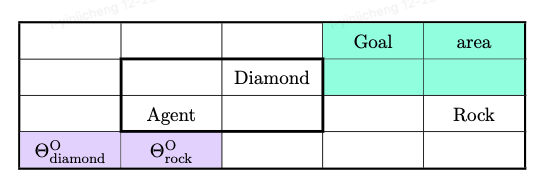 Goal area
Diamond
Agent Rock
Θ^O_diamond Θ^O_rock